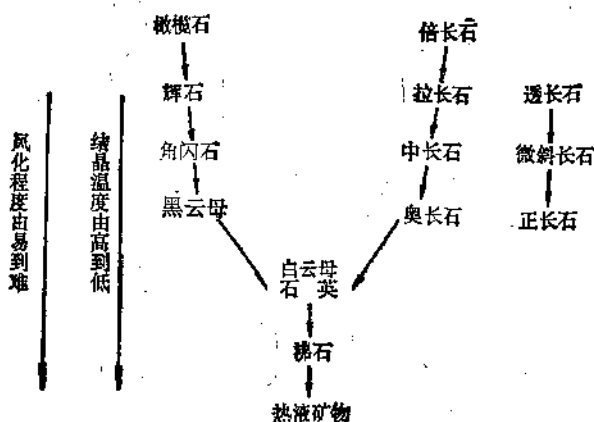 橄榄石
辉石
角闪石
黑云母
倍长石
拉长石
中长石
奥长石
透长石
微斜长石
正长石
白云母
石 英
沸石
热液矿物
风化程度由易到难
结晶温度由高到低